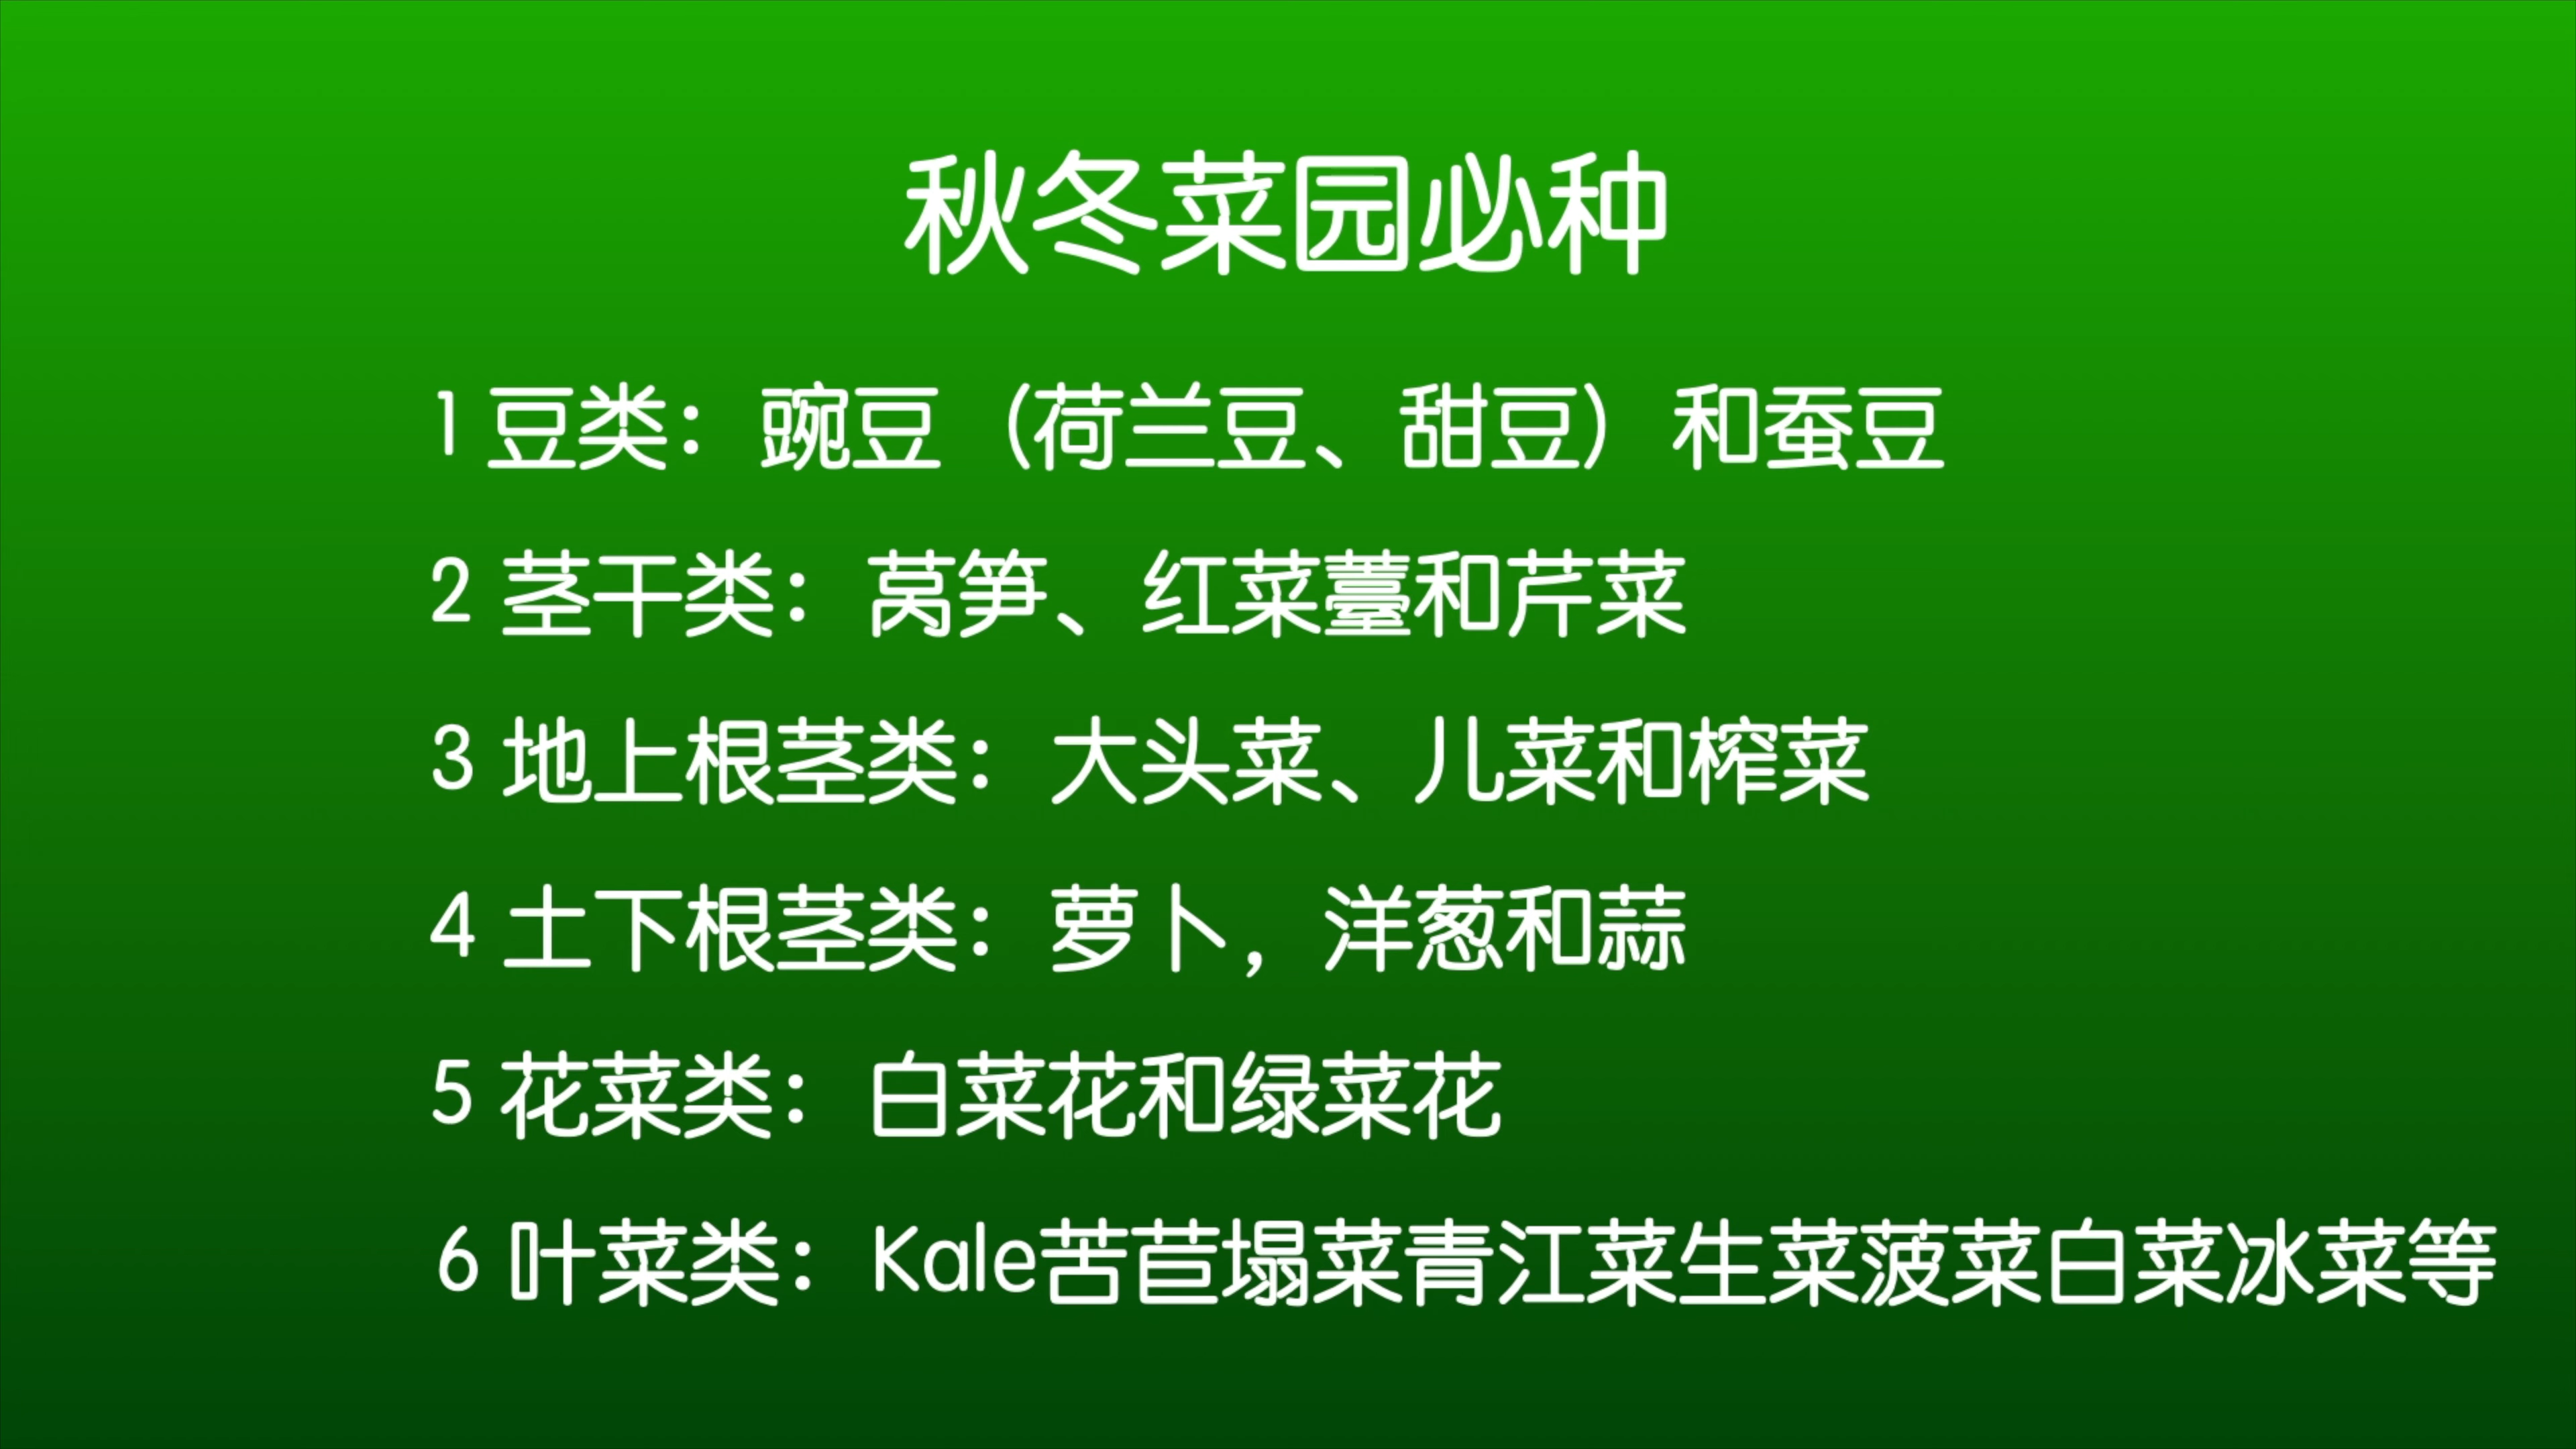 秋冬菜园必种
1 豆类：豌豆（荷兰豆、甜豆）和蚕豆
2 茎干类：莴笋、红菜薹和芹菜
3 地上根茎类：大头菜、儿菜和榨菜
4 土下根茎类：萝卜，洋葱和蒜
5 花菜类：白菜花和绿菜花
6 叶菜类：Kale苦苣塌菜青江菜生菜菠菜白菜冰菜等